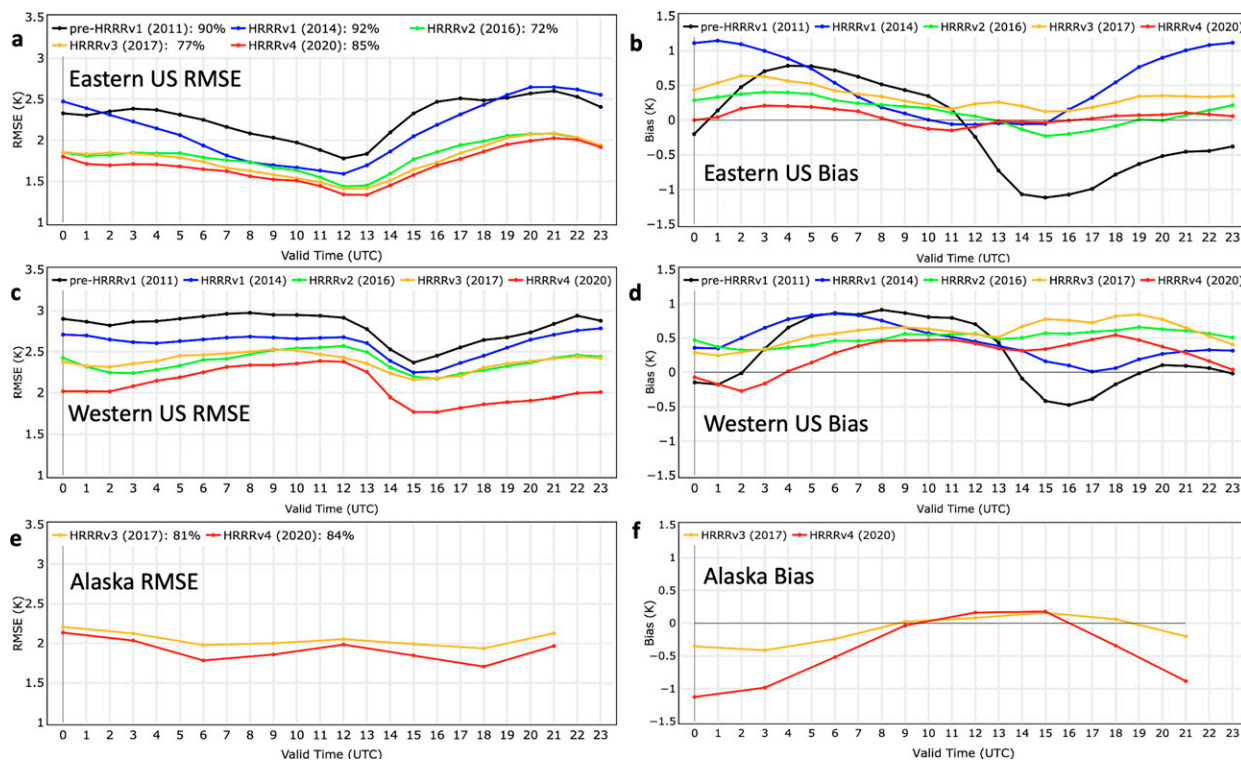 a
pre-HRRRv1 (2011): 90% HRRRv1 (2014): 92% HRRRv2 (2016): 72%
HRRRv3 (2017): 77% HRRRv4 (2020): 85%
Eastern US RMSE
RMSE (K)
3.5
3
2.5
2
1.5
1
0 1 2 3 4 5 6 7 8 9 10 11 12 13 14 15 16 17 18 19 20 21 22 23
Valid Time (UTC)
b
pre-HRRRv1 (2011) HRRRv1 (2014) HRRRv2 (2016) HRRRv3 (2017) HRRRv4 (2020)
Eastern US Bias
Bias (K)
1.5
1
0.5
0
−0.5
−1
−1.5
0 1 2 3 4 5 6 7 8 9 10 11 12 13 14 15 16 17 18 19 20 21 22 23
Valid Time (UTC)
c
pre-HRRRv1 (2011) HRRRv1 (2014) HRRRv2 (2016) HRRRv3 (2017) HRRRv4 (2020)
Western US RMSE
RMSE (K)
3.5
3
2.5
2
1.5
1
0 1 2 3 4 5 6 7 8 9 10 11 12 13 14 15 16 17 18 19 20 21 22 23
Valid Time (UTC)
d
pre-HRRRv1 (2011) HRRRv1 (2014) HRRRv2 (2016) HRRRv3 (2017) HRRRv4 (2020)
Western US Bias
Bias (K)
1.5
1
0.5
0
−0.5
−1
−1.5
0 1 2 3 4 5 6 7 8 9 10 11 12 13 14 15 16 17 18 19 20 21 22 23
Valid Time (UTC)
e
HRRRv3 (2017): 81% HRRRv4 (2020): 84%
Alaska RMSE
RMSE (K)
3.5
3
2.5
2
1.5
1
0 1 2 3 4 5 6 7 8 9 10 11 12 13 14 15 16 17 18 19 20 21 22 23
Valid Time (UTC)
f
HRRRv3 (2017) HRRRv4 (2020)
Alaska Bias
Bias (K)
1.5
1
0.5
0
−0.5
−1
−1.5
0 1 2 3 4 5 6 7 8 9 10 11 12 13 14 15 16 17 18 19 20 21 22 23
Valid Time (UTC)